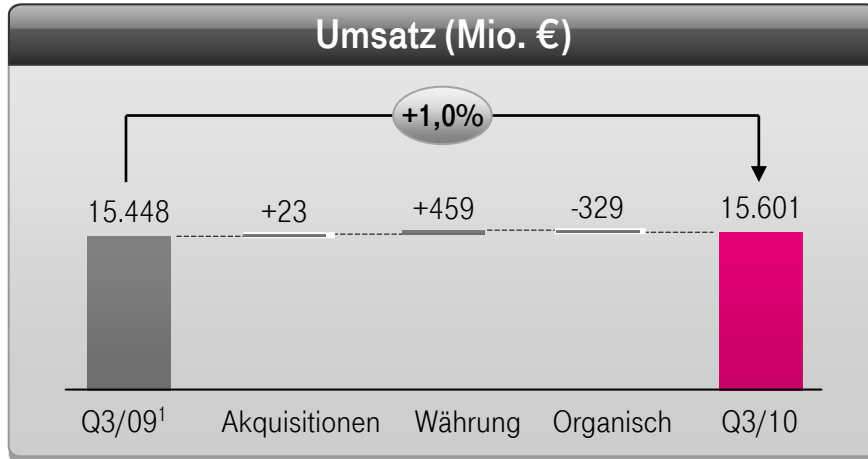 Umsatz (Mio. €)
+1,0%
15.448 +23 +459 -329 15.601
Q3/09¹ Akquisitionen Währung Organisch Q3/10